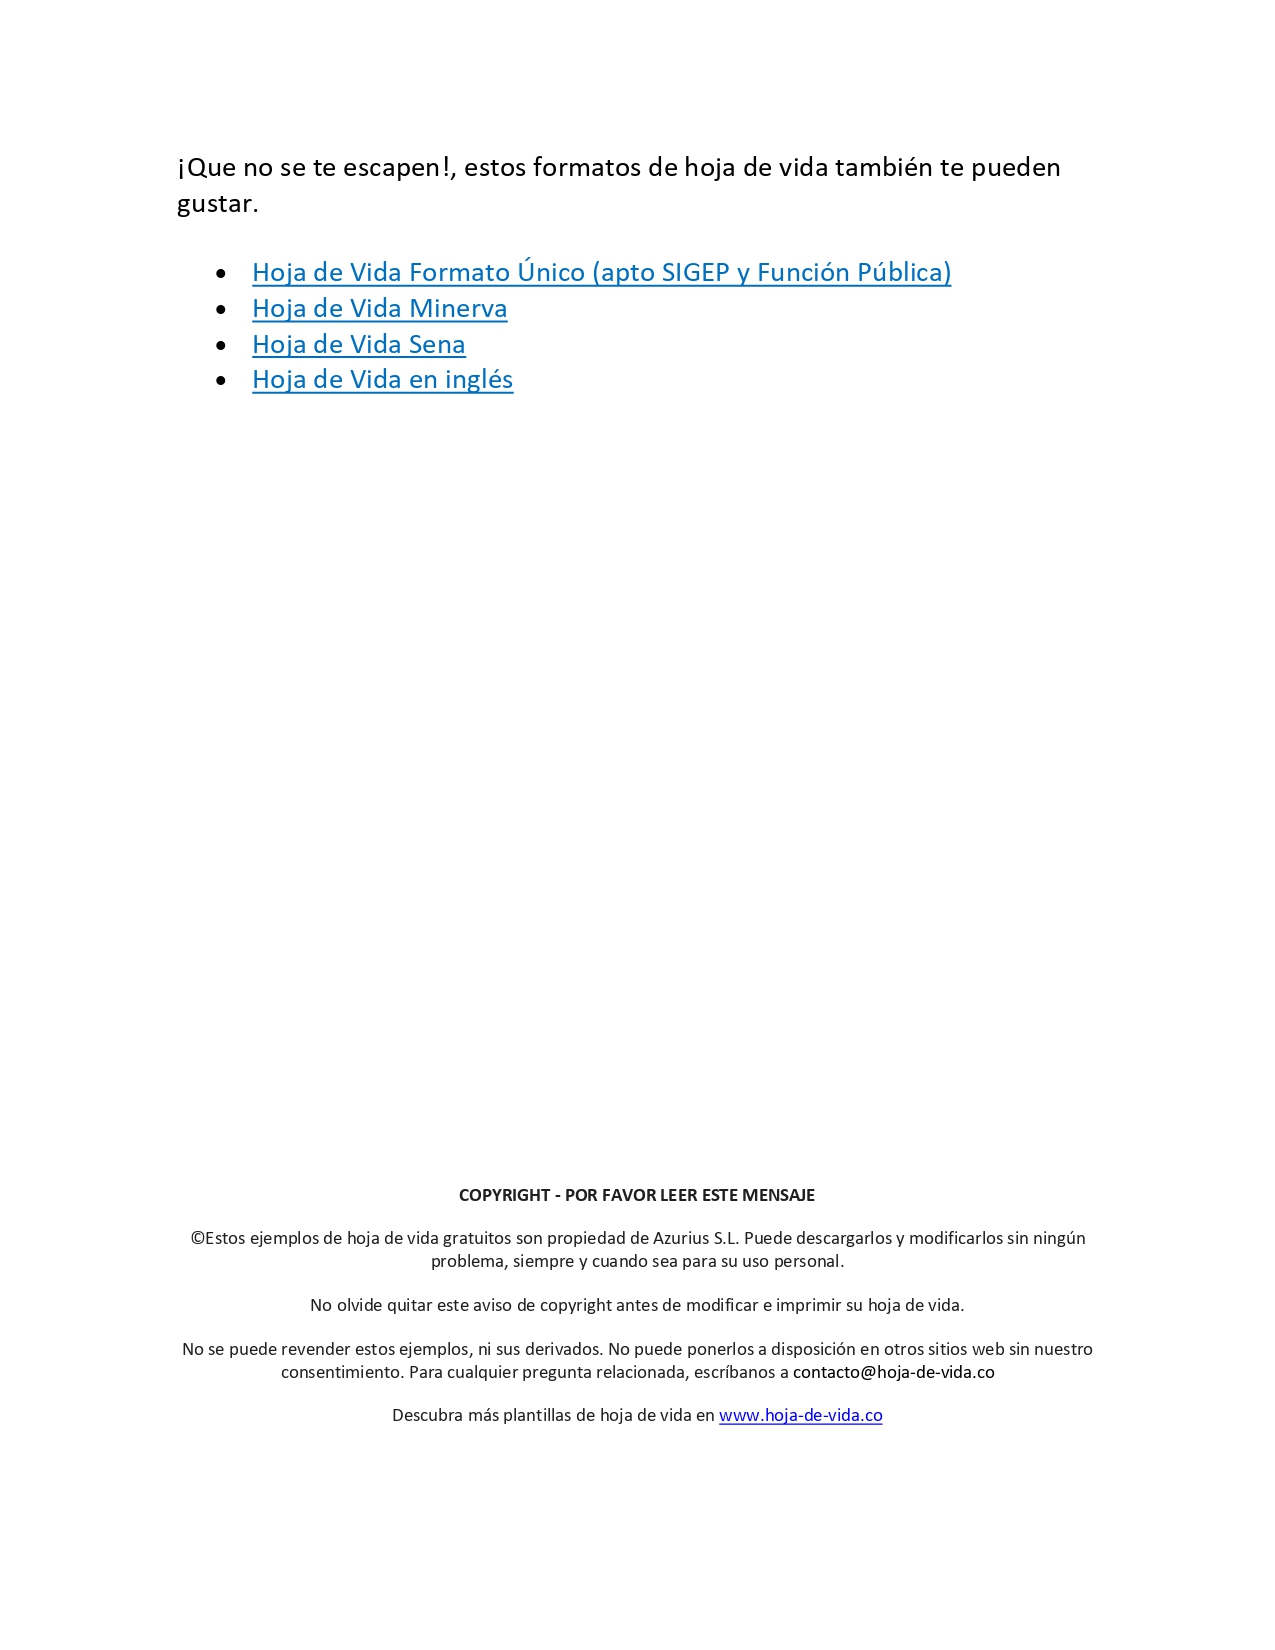 ¡Que no se te escapen!, estos formatos de hoja de vida también te pueden
gustar.
• Hoja de Vida Formato Único (apto SIGEP y Función Pública)
• Hoja de Vida Minerva
• Hoja de Vida Sena
• Hoja de Vida en inglés
COPYRIGHT - POR FAVOR LEER ESTE MENSAJE
©Estos ejemplos de hoja de vida gratuitos son propiedad de Azurius S.L. Puede descargarlos y modificarlos sin ningún
problema, siempre y cuando sea para su uso personal.
No olvide quitar este aviso de copyright antes de modificar e imprimir su hoja de vida.
No se puede revender estos ejemplos, ni sus derivados. No puede ponerlos a disposición en otros sitios web sin nuestro
consentimiento. Para cualquier pregunta relacionada, escríbanos a contacto@hoja-de-vida.co
Descubra más plantillas de hoja de vida en www.hoja-de-vida.co